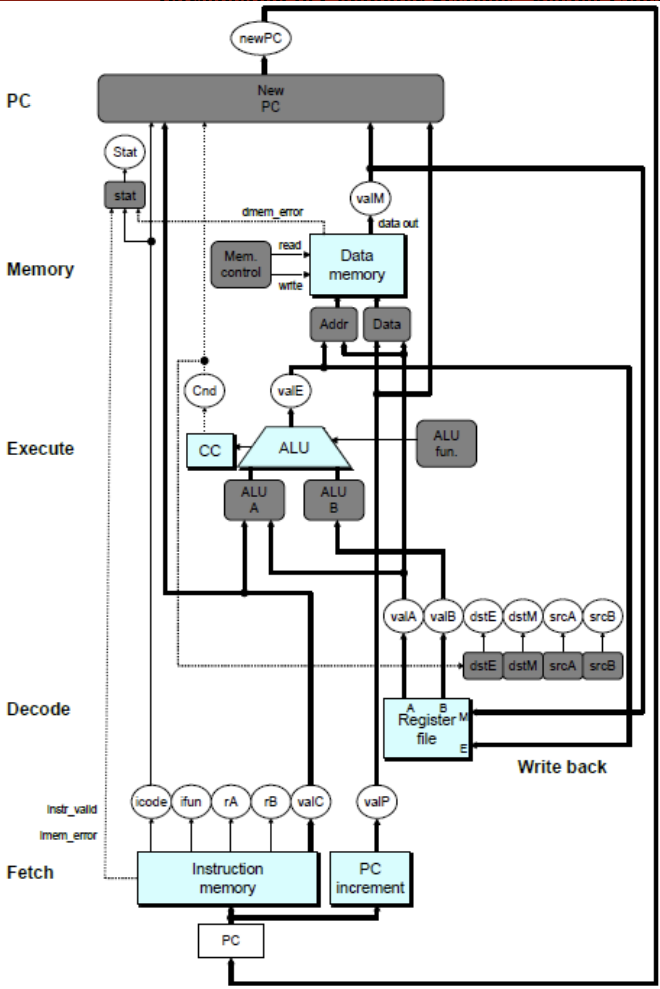 newPC
PC
New
PC
Stat
stat
valM
data out
dmem_error
Memory
Mem.
control
read
write
Data
memory
Addr
Data
Cnd
valE
Execute
CC
ALU
ALU
fun.
ALU
A
ALU
B
valA
valB
dstE
dstM
srcA
srcB
dstE
dstM
srcA
srcB
Decode
A
B
Register
file
M
E
Write back
icode
ifun
rA
rB
valC
valP
Instr_valid
Imem_error
Fetch
Instruction
memory
PC
increment
PC